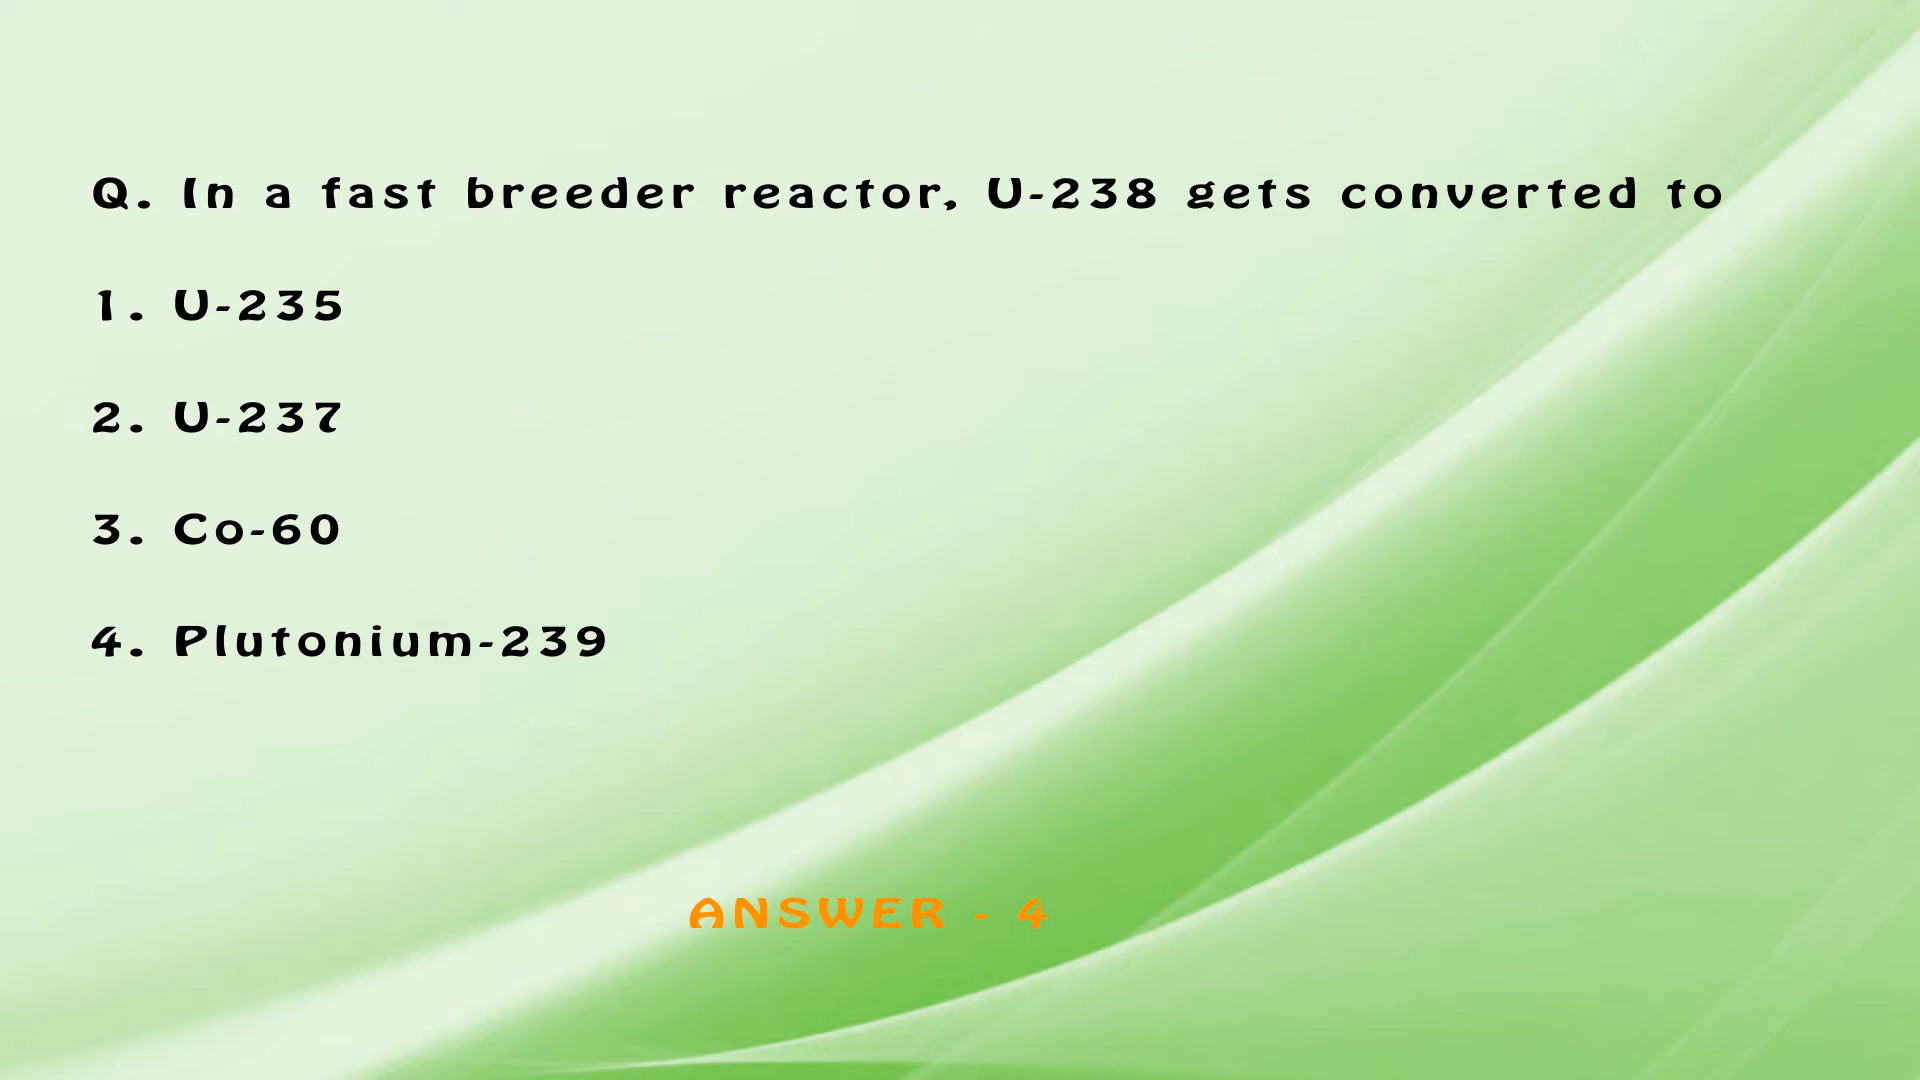 Q. In a fast breeder reactor, U-238 gets converted to
1. U-235
2. U-237
3. Co-60
4. Plutonium-239
ANSWER - 4